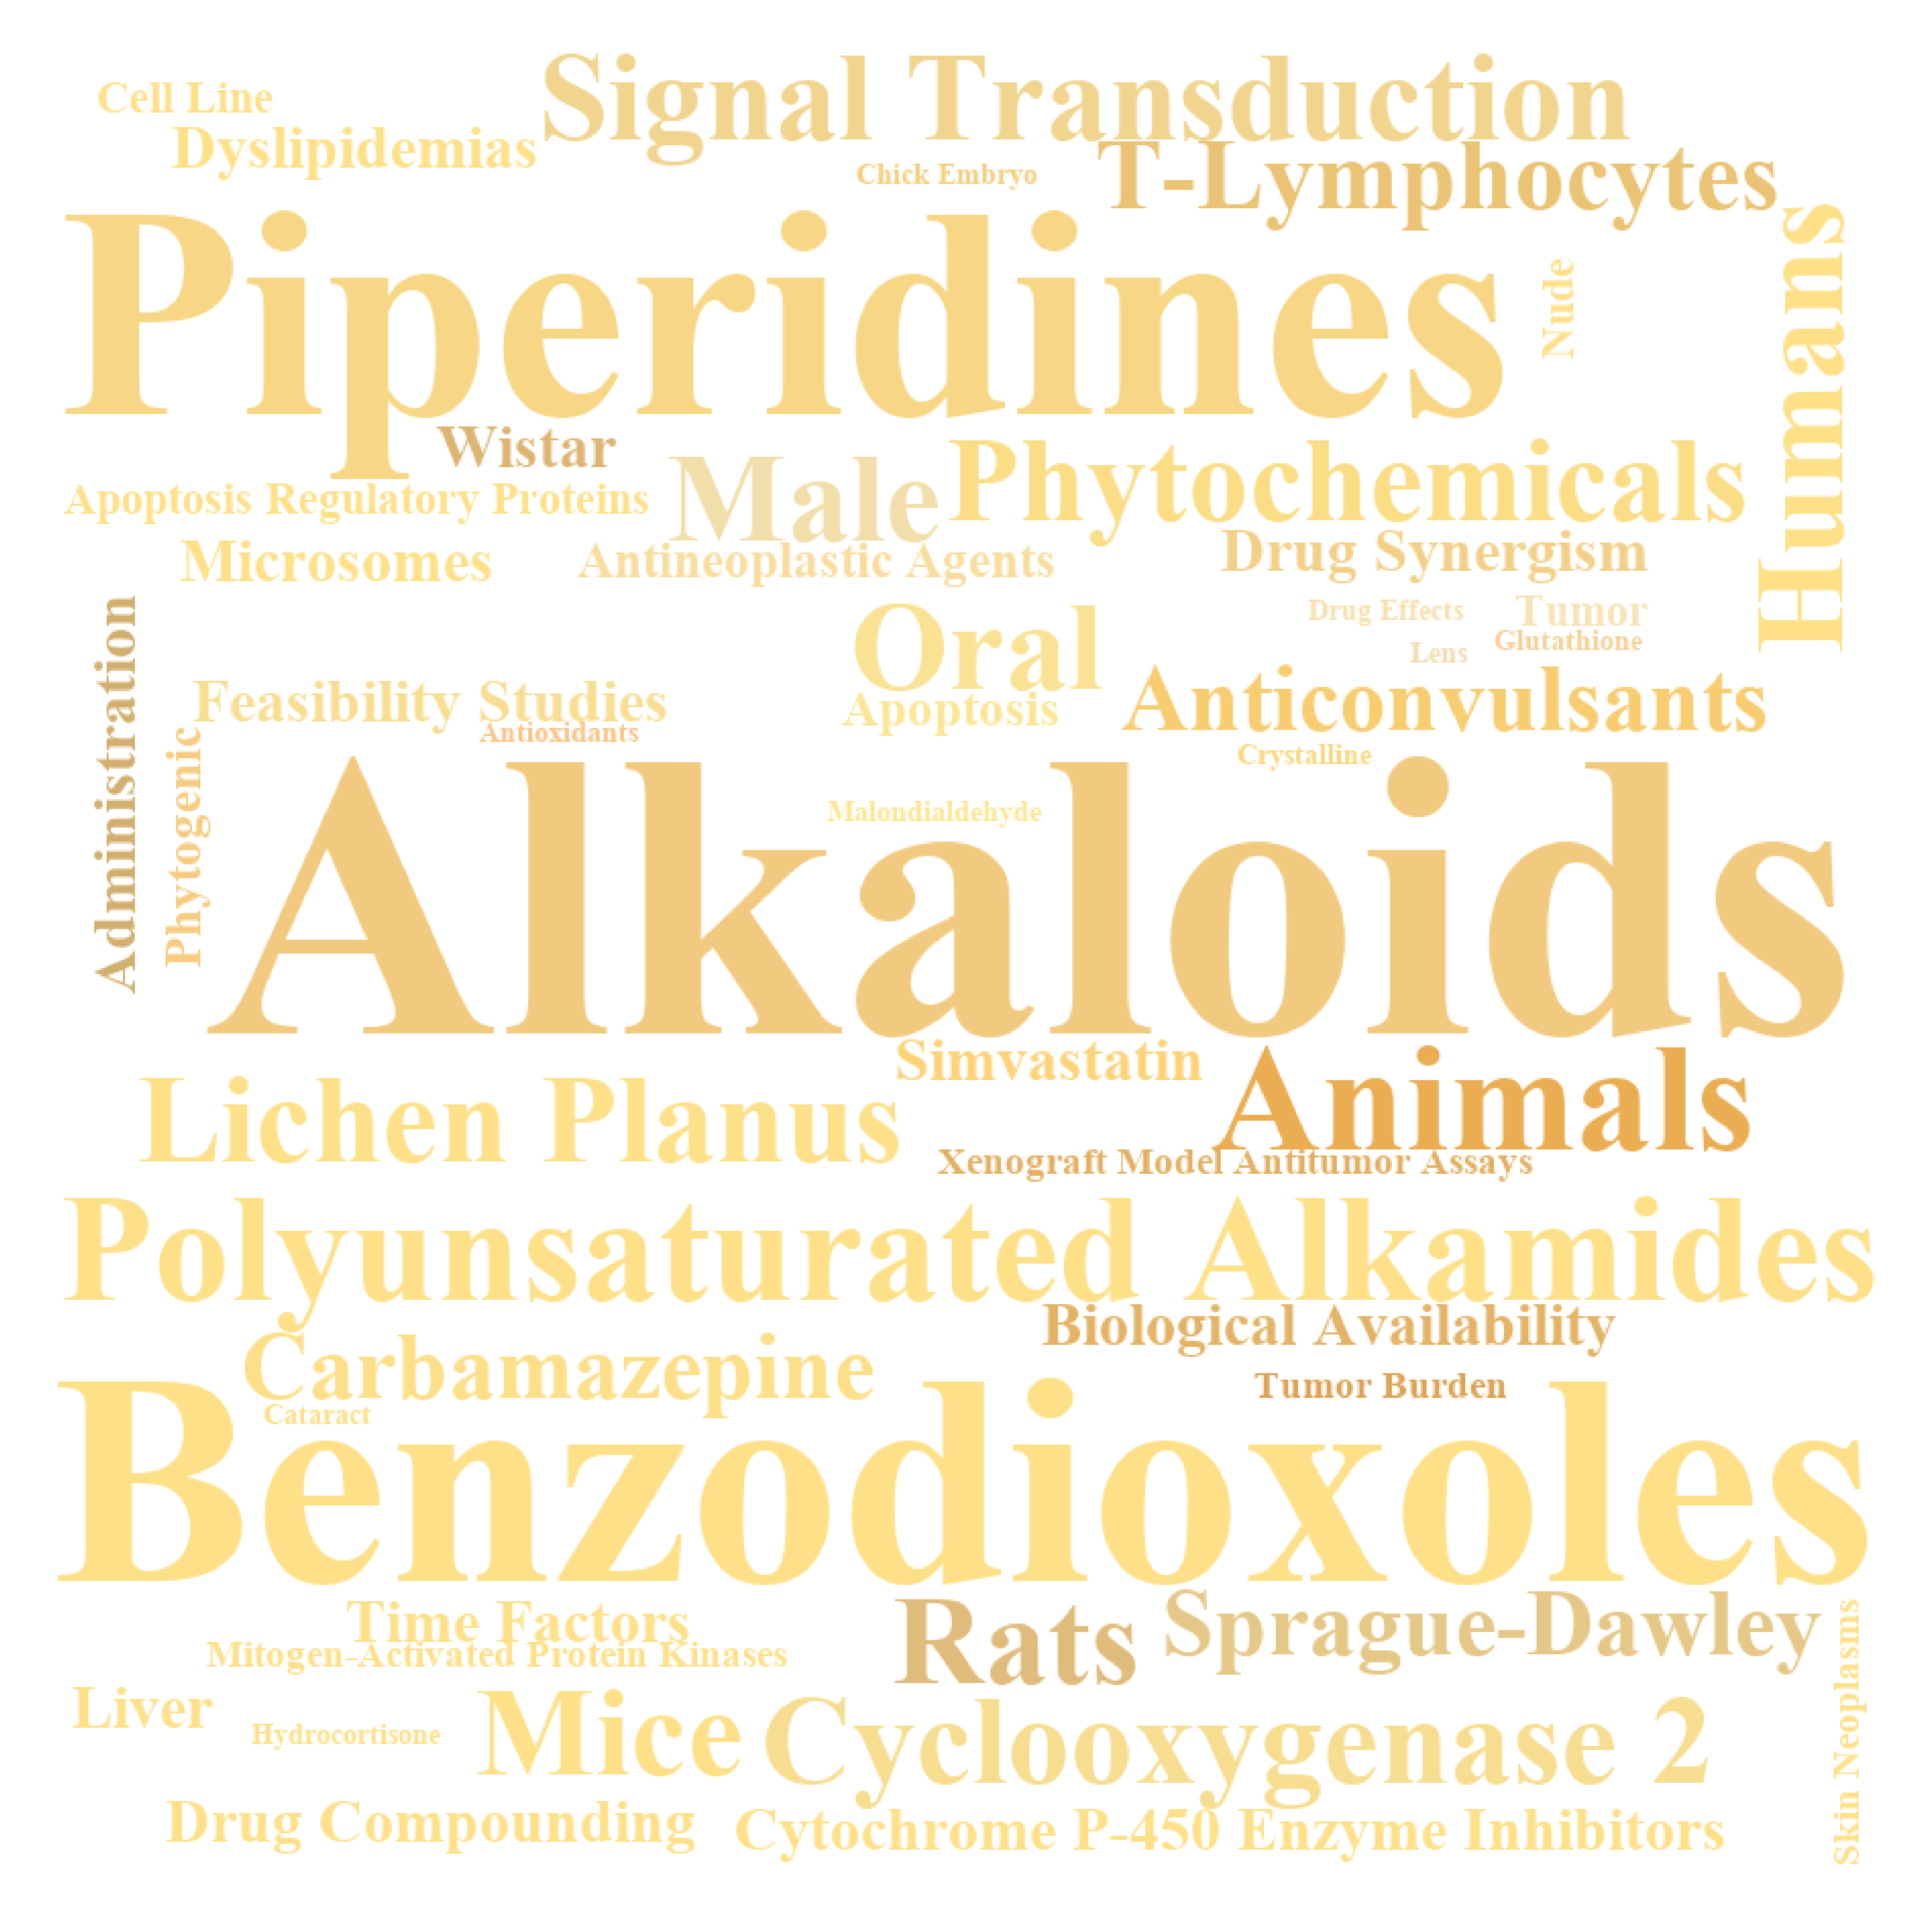 Signal Transduction
Cell Line
Dyslipidemias
Chick Embryo
T-Lymphocytes
Piperidines
Nude
Humans
Wistar
Male
Phytochemicals
Apoptosis Regulatory Proteins
Microsomes
Antineoplastic Agents
Drug Synergism
Administration
Oral
Drug Effects
Tumor
Glutathione
Lens
Feasibility Studies
Apoptosis
Anticonvulsants
Antioxidants
Phytogenic
Crystalline
Alkaloids
Malondialdehyde
Simvastatin
Animals
Lichen Planus
Xenograft Model Antitumor Assays
Polyunsaturated Alkamides
Biological Availability
Carbamazepine
Tumor Burden
Cataract
Benzodioxoles
Time Factors
Rats
Sprague-Dawley
Mitogen-Activated Protein Kinases
Skin Neoplasms
Liver
Hydrocortisone
Mice
Cyclooxygenase 2
Drug Compounding
Cytochrome P-450 Enzyme Inhibitors